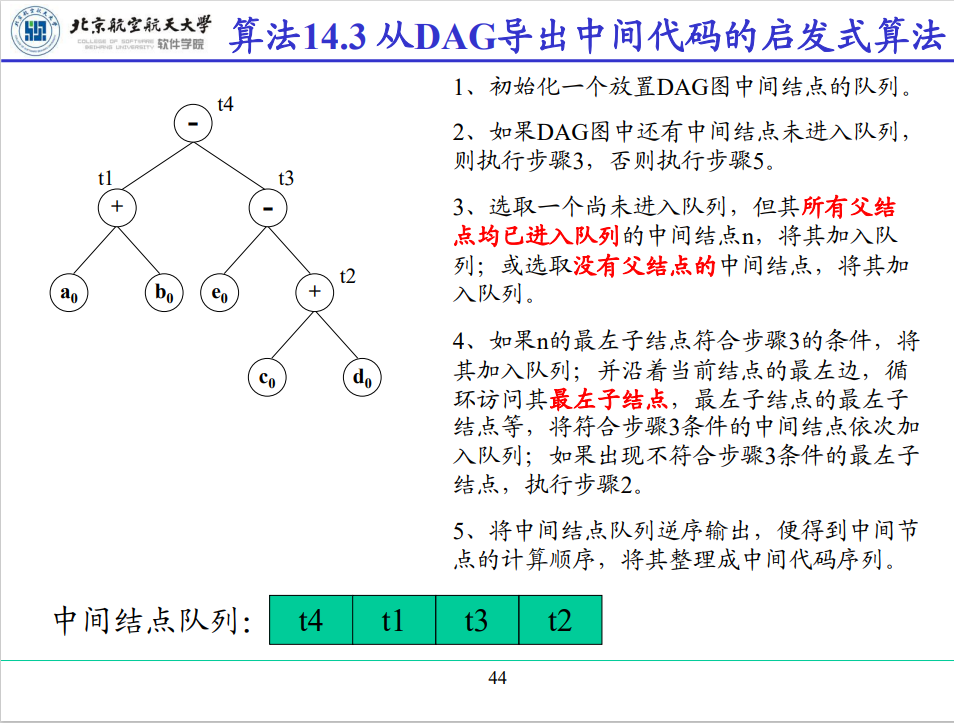 北京航空航天大学
COLLEGE OF SOFTWARE
BEIHANG UNIVERSITY 软件学院
算法14.3 从DAG导出中间代码的启发式算法
t4
-
t1
t3
+
-
t2
a0
b0
e0
+
c0
d0
1、初始化一个放置DAG图中间结点的队列。
2、如果DAG图中还有中间结点未进入队列，
则执行步骤3，否则执行步骤5。
3、选取一个尚未进入队列，但其所有父结
点均已进入队列的中间结点n，将其加入队
列；或选取没有父结点的中间结点，将其加
入队列。
4、如果n的最左子结点符合步骤3的条件，将
其加入队列；并沿着当前结点的最左边，循
环访问其最左子结点，最左子结点的最左子
结点等，将符合步骤3条件的中间结点依次加
入队列；如果出现不符合步骤3条件的最左子
结点，执行步骤2。
5、将中间结点队列逆序输出，便得到中间节
点的计算顺序，将其整理成中间代码序列。
中间结点队列： t4 t1 t3 t2
44